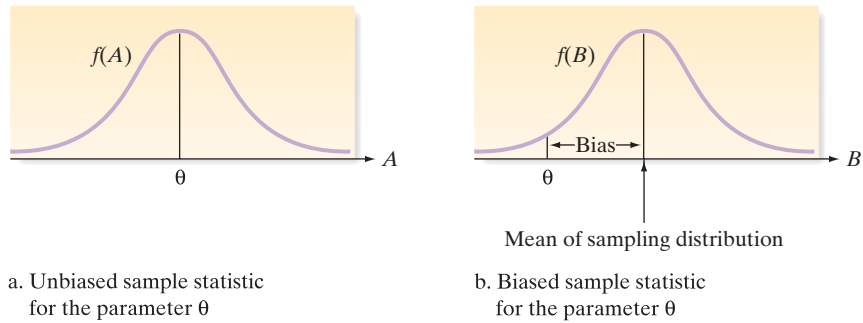 f(A)
A
θ
a. Unbiased sample statistic
for the parameter θ
f(B)
Bias
B
θ
Mean of sampling distribution
b. Biased sample statistic
for the parameter θ